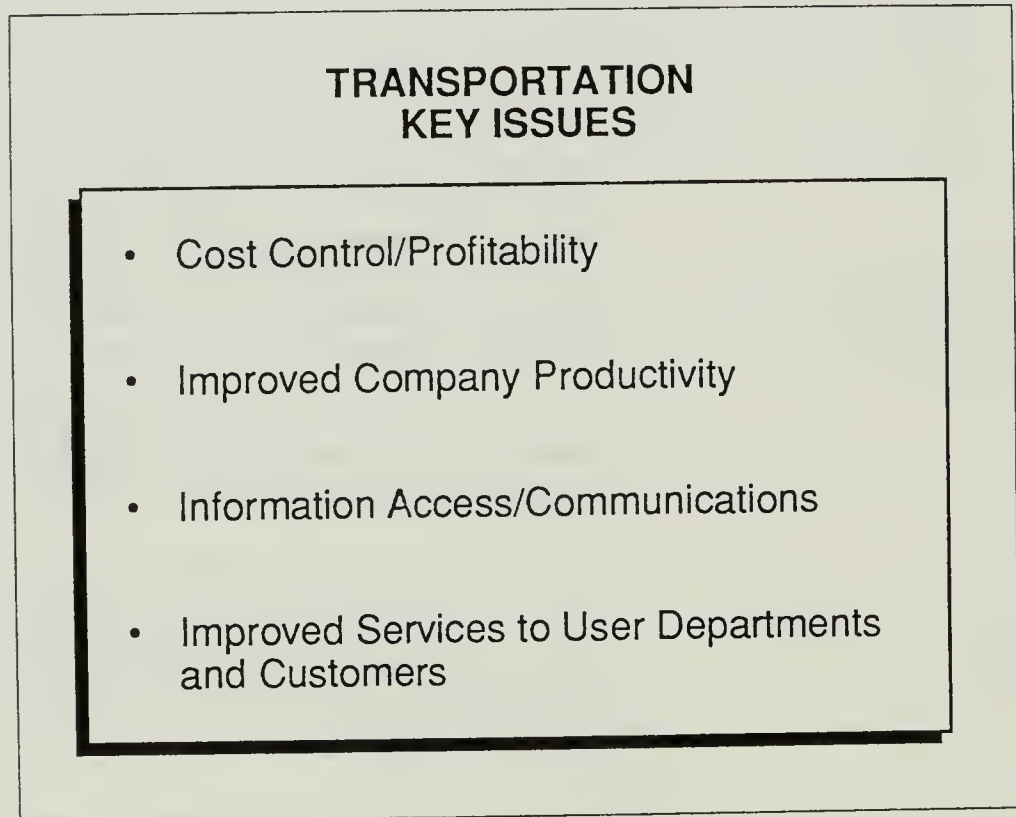 TRANSPORTATION
KEY ISSUES
• Cost Control/Profitability
• Improved Company Productivity
• Information Access/Communications
• Improved Services to User Departments
and Customers